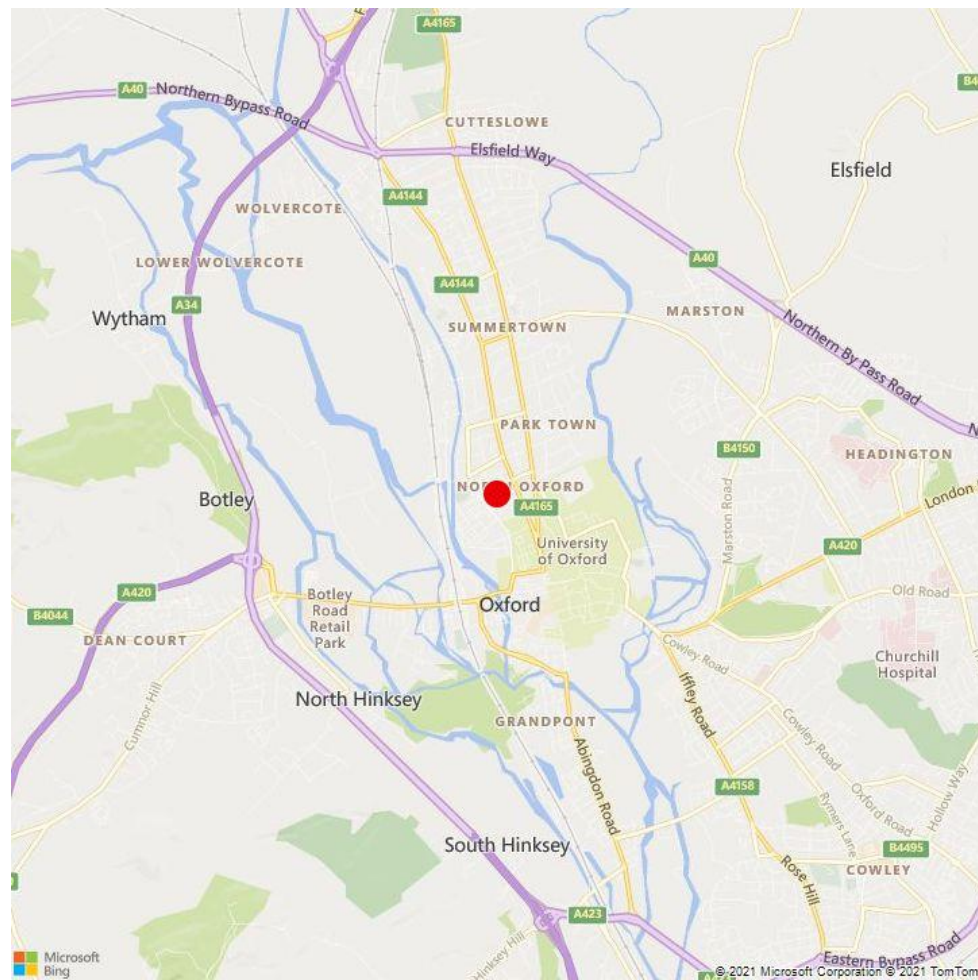 A4165
A40
Northern Bypass Road
CUTTESLOWE
Elsfield Way
Elsfield
A4144
WOLVERCOTE
LOWER WOLVERCOTE
A40
A4144
A34
Wytham
SUMMERTOWN
MARSTON
Northern By Pass Road
PARK TOWN
B4150
HEADINGTON
Botley
OXFORD
A4165
London
Marston Road
University
of Oxford
A420
A420
Botley
Road
Retail
Park
Oxford
Old Road
B4044
DEAN COURT
Cowley Road
Churchill
Hospital
Cumnor Hill
North Hinksey
Iffley Road
GRANDPONT
Cowley Road
Abingdon Road
A4158
Oxford Road
Hollow Way
Rymers Lane
South Hinksey
B4495
Rose Hill
COWLEY
A423
Hinksey Hill
Eastern Bypass Road
Microsoft
Bing
© 2021 Microsoft Corporation © 2021 TomTom